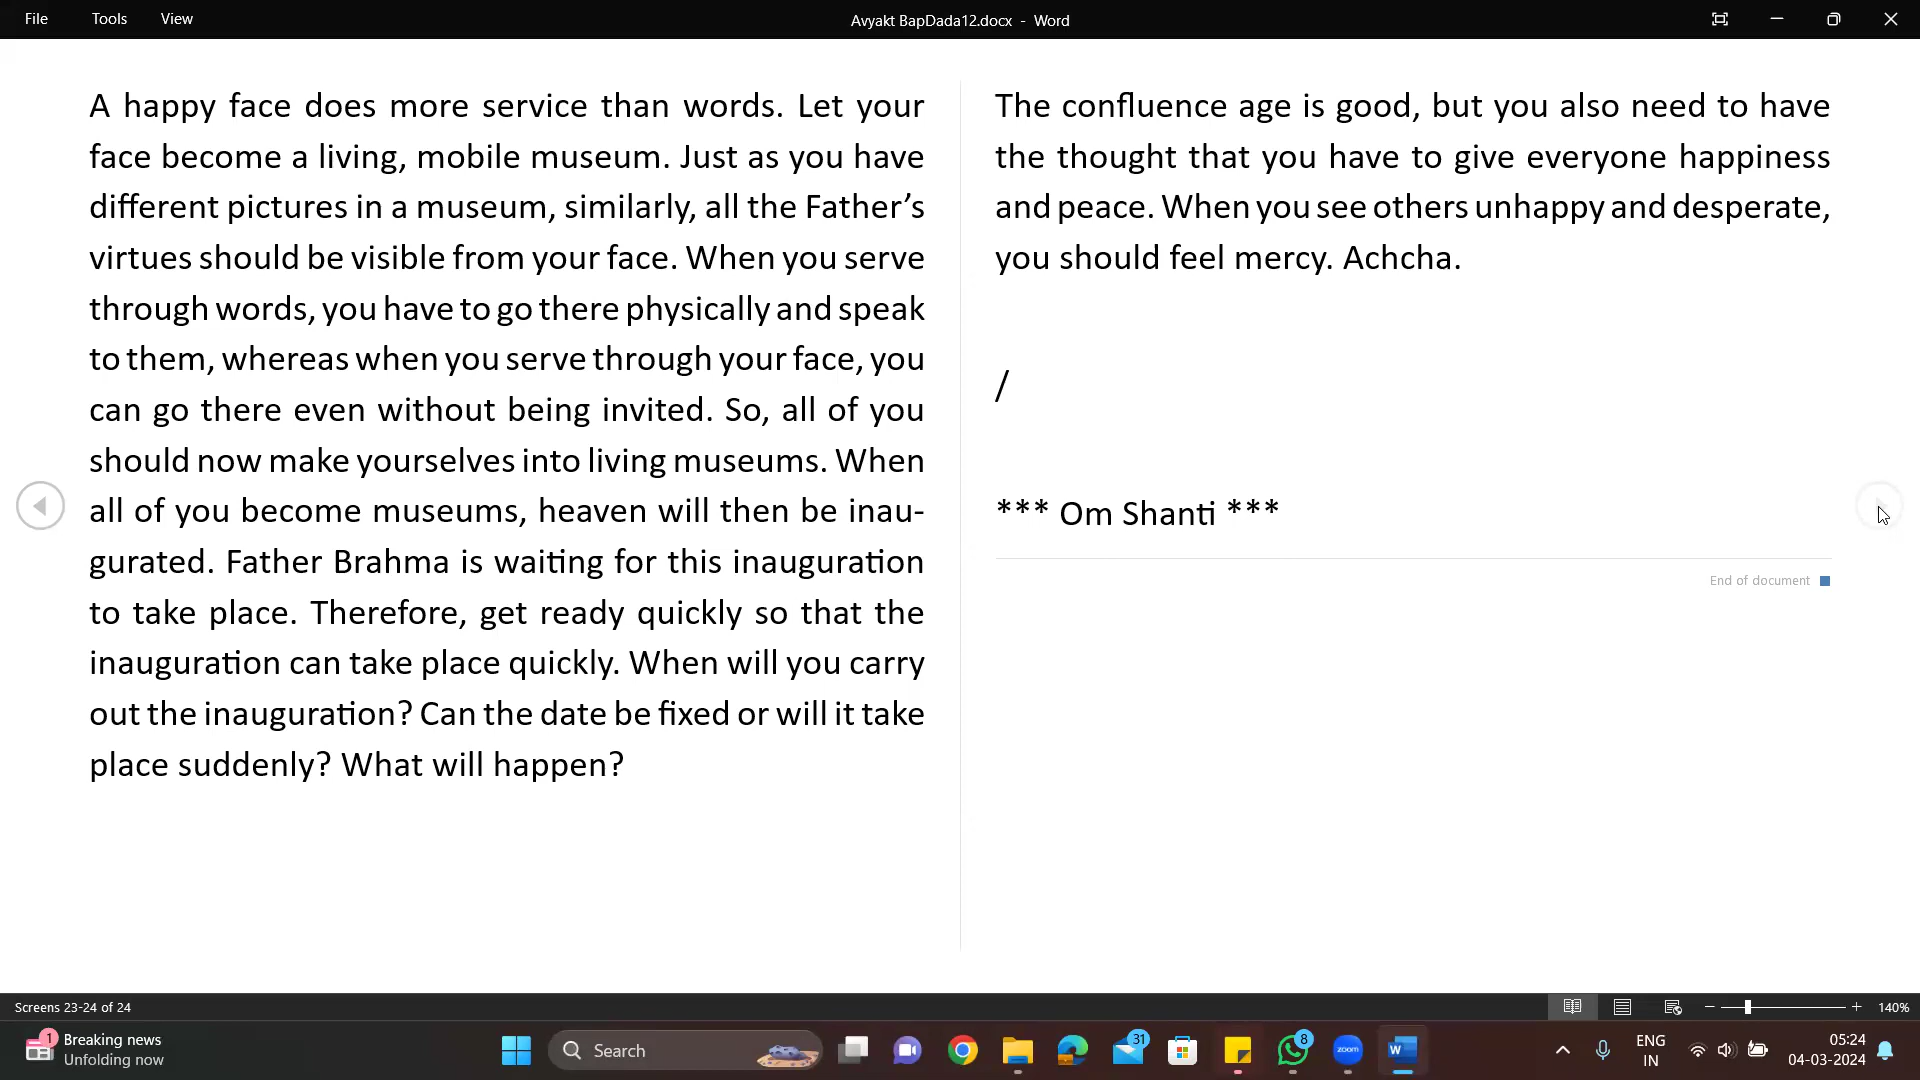 File Tools View Avyakt BapDada12.docx - Word
A happy face does more service than words. Let your
face become a living, mobile museum. Just as you have
different pictures in a museum, similarly, all the Father’s
virtues should be visible from your face. When you serve
through words, you have to go there physically and speak
to them, whereas when you serve through your face, you
can go there even without being invited. So, all of you
should now make yourselves into living museums. When
all of you become museums, heaven will then be inau-
gurated. Father Brahma is waiting for this inauguration
to take place. Therefore, get ready quickly so that the
inauguration can take place quickly. When will you carry
out the inauguration? Can the date be fixed or will it take
place suddenly? What will happen?
The confluence age is good, but you also need to have
the thought that you have to give everyone happiness
and peace. When you see others unhappy and desperate,
you should feel mercy. Achcha.
/
*** Om Shanti ***
End of document
Screens 23-24 of 24
140%
1
Breaking news
Unfolding now
Search
31
8
zoom
W
ENG
IN
05:24
04-03-2024